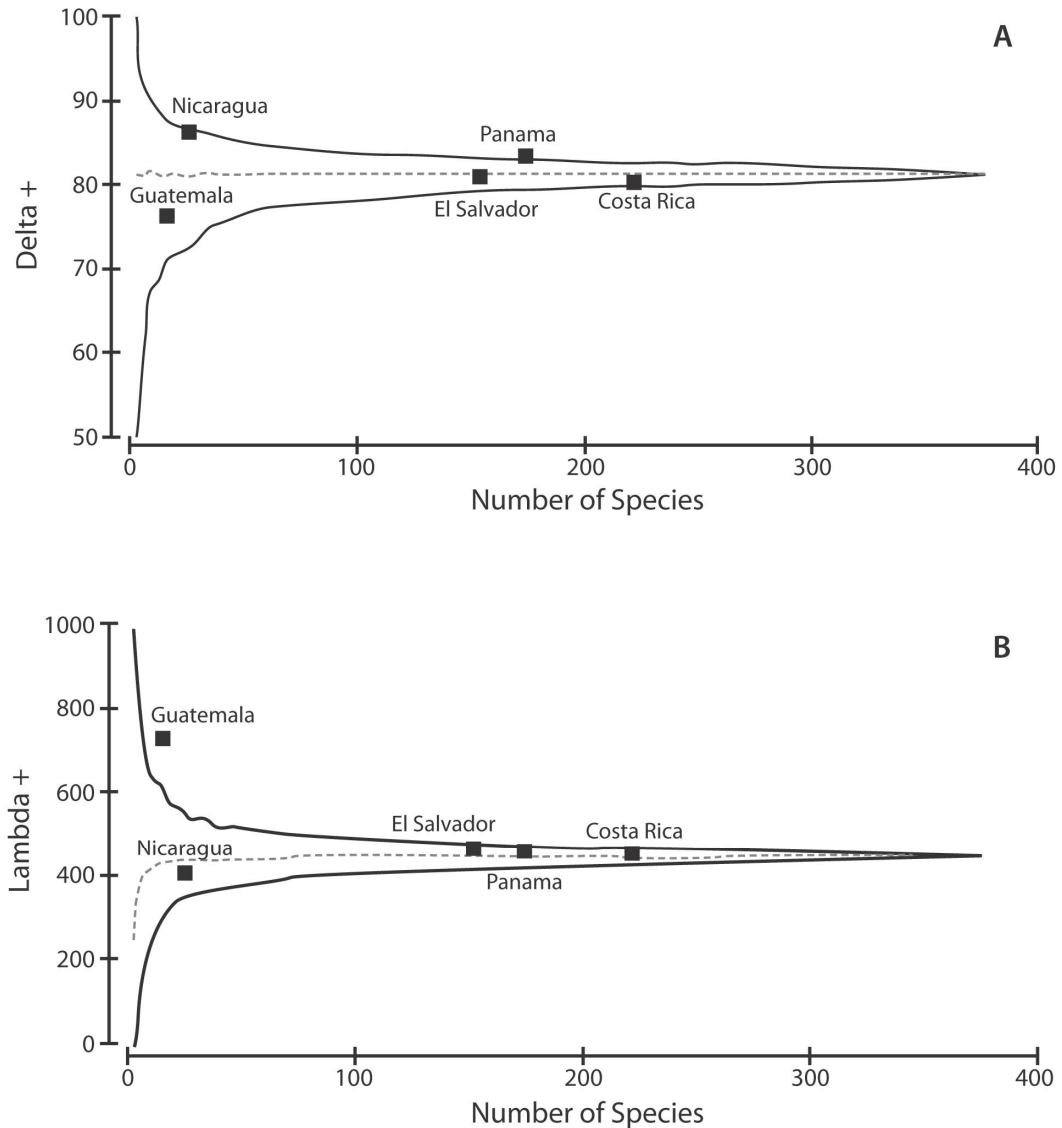 A
100
90
80
70
60
50
Delta +
Nicaragua
Panama
Guatemala
El Salvador
Costa Rica
0
100
200
300
400
Number of Species
B
1000
800
600
400
200
0
Lambda +
Guatemala
El Salvador
Costa Rica
Nicaragua
Panama
0
100
200
300
400
Number of Species